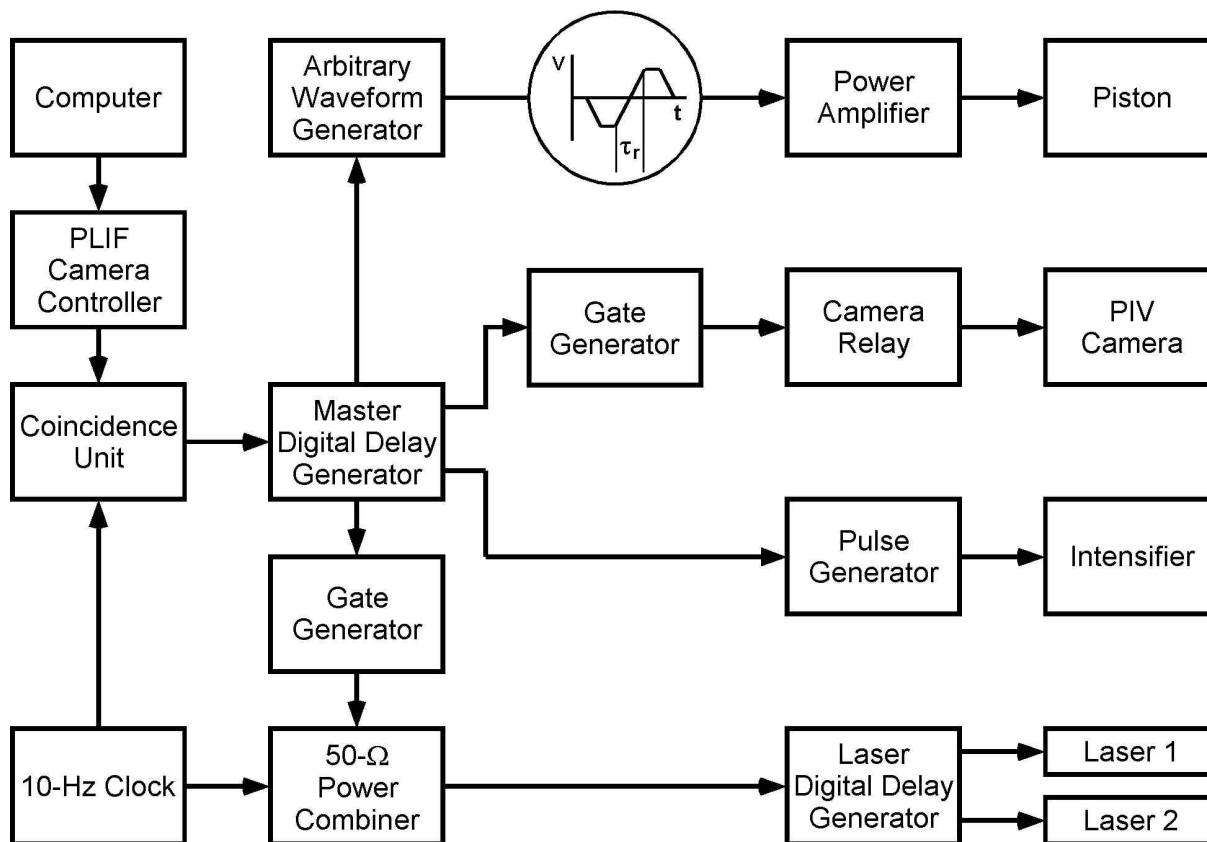 Computer
Arbitrary
Waveform
Generator
V
t
τr
Power
Amplifier
Piston
PLIF
Camera
Controller
Gate
Generator
Camera
Relay
PIV
Camera
Coincidence
Unit
Master
Digital Delay
Generator
Pulse
Generator
Intensifier
Gate
Generator
10-Hz Clock
50-Ω
Power
Combiner
Laser
Digital Delay
Generator
Laser 1
Laser 2